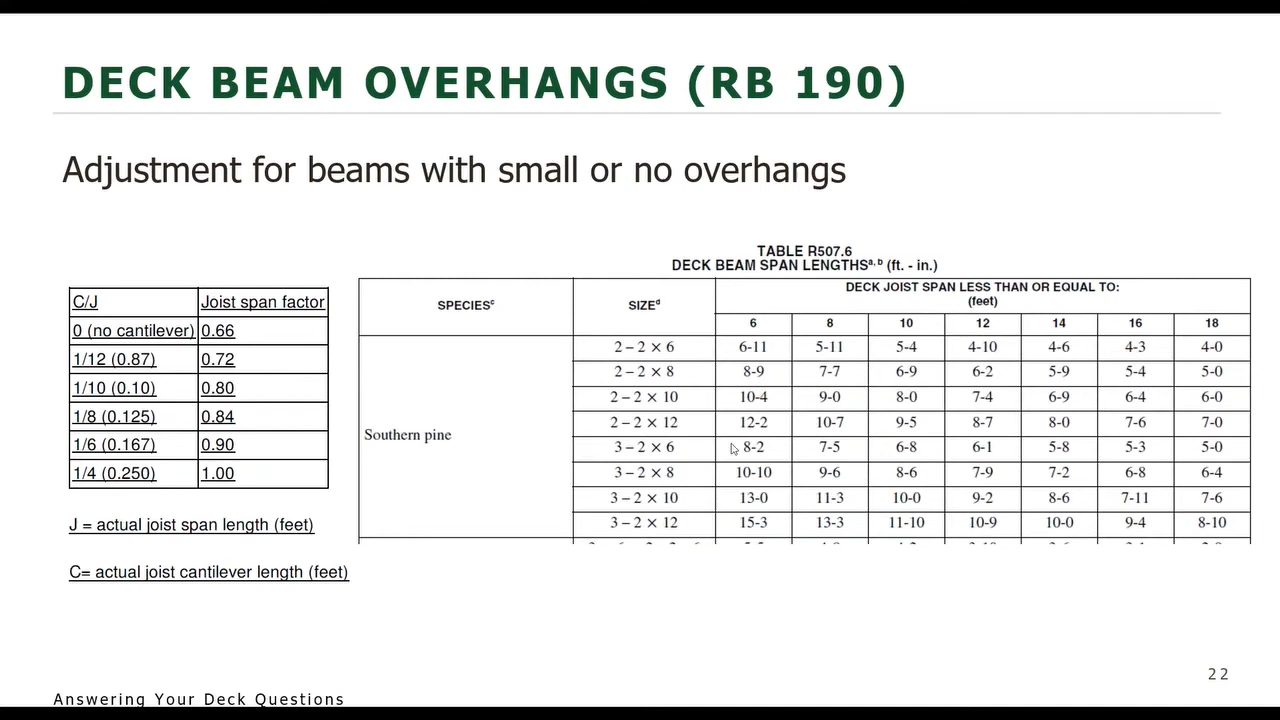 DECK BEAM OVERHANGS (RB 190)
Adjustment for beams with small or no overhangs
C/J Joist span factor
0 (no cantilever) 0.66
1/12 (0.87) 0.72
1/10 (0.10) 0.80
1/8 (0.125) 0.84
1/6 (0.167) 0.90
1/4 (0.250) 1.00
J = actual joist span length (feet)
C= actual joist cantilever length (feet)
TABLE R507.6
DECK BEAM SPAN LENGTHSa, b (ft. - in.)
SPECIESc SIZEd DECK JOIST SPAN LESS THAN OR EQUAL TO:
(feet)
6 8 10 12 14 16 18
Southern pine
2 – 2 × 6 6-11 5-11 5-4 4-10 4-6 4-3 4-0
2 – 2 × 8 8-9 7-7 6-9 6-2 5-9 5-4 5-0
2 – 2 × 10 10-4 9-0 8-0 7-4 6-9 6-4 6-0
2 – 2 × 12 12-2 10-7 9-5 8-7 8-0 7-6 7-0
3 – 2 × 6 8-2 7-5 6-8 6-1 5-8 5-3 5-0
3 – 2 × 8 10-10 9-6 8-6 7-9 7-2 6-8 6-4
3 – 2 × 10 13-0 11-3 10-0 9-2 8-6 7-11 7-6
3 – 2 × 12 15-3 13-3 11-10 10-9 10-0 9-4 8-10
22
Answering Your Deck Questions